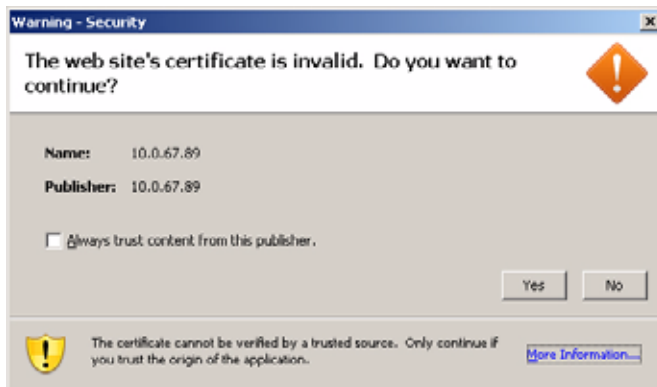 Warning - Security
The web site's certificate is invalid. Do you want to
continue?
Name: 10.0.67.89
Publisher: 10.0.67.89
Always trust content from this publisher.
Yes No
The certificate cannot be verified by a trusted source. Only continue if
you trust the origin of the application.
More Information...